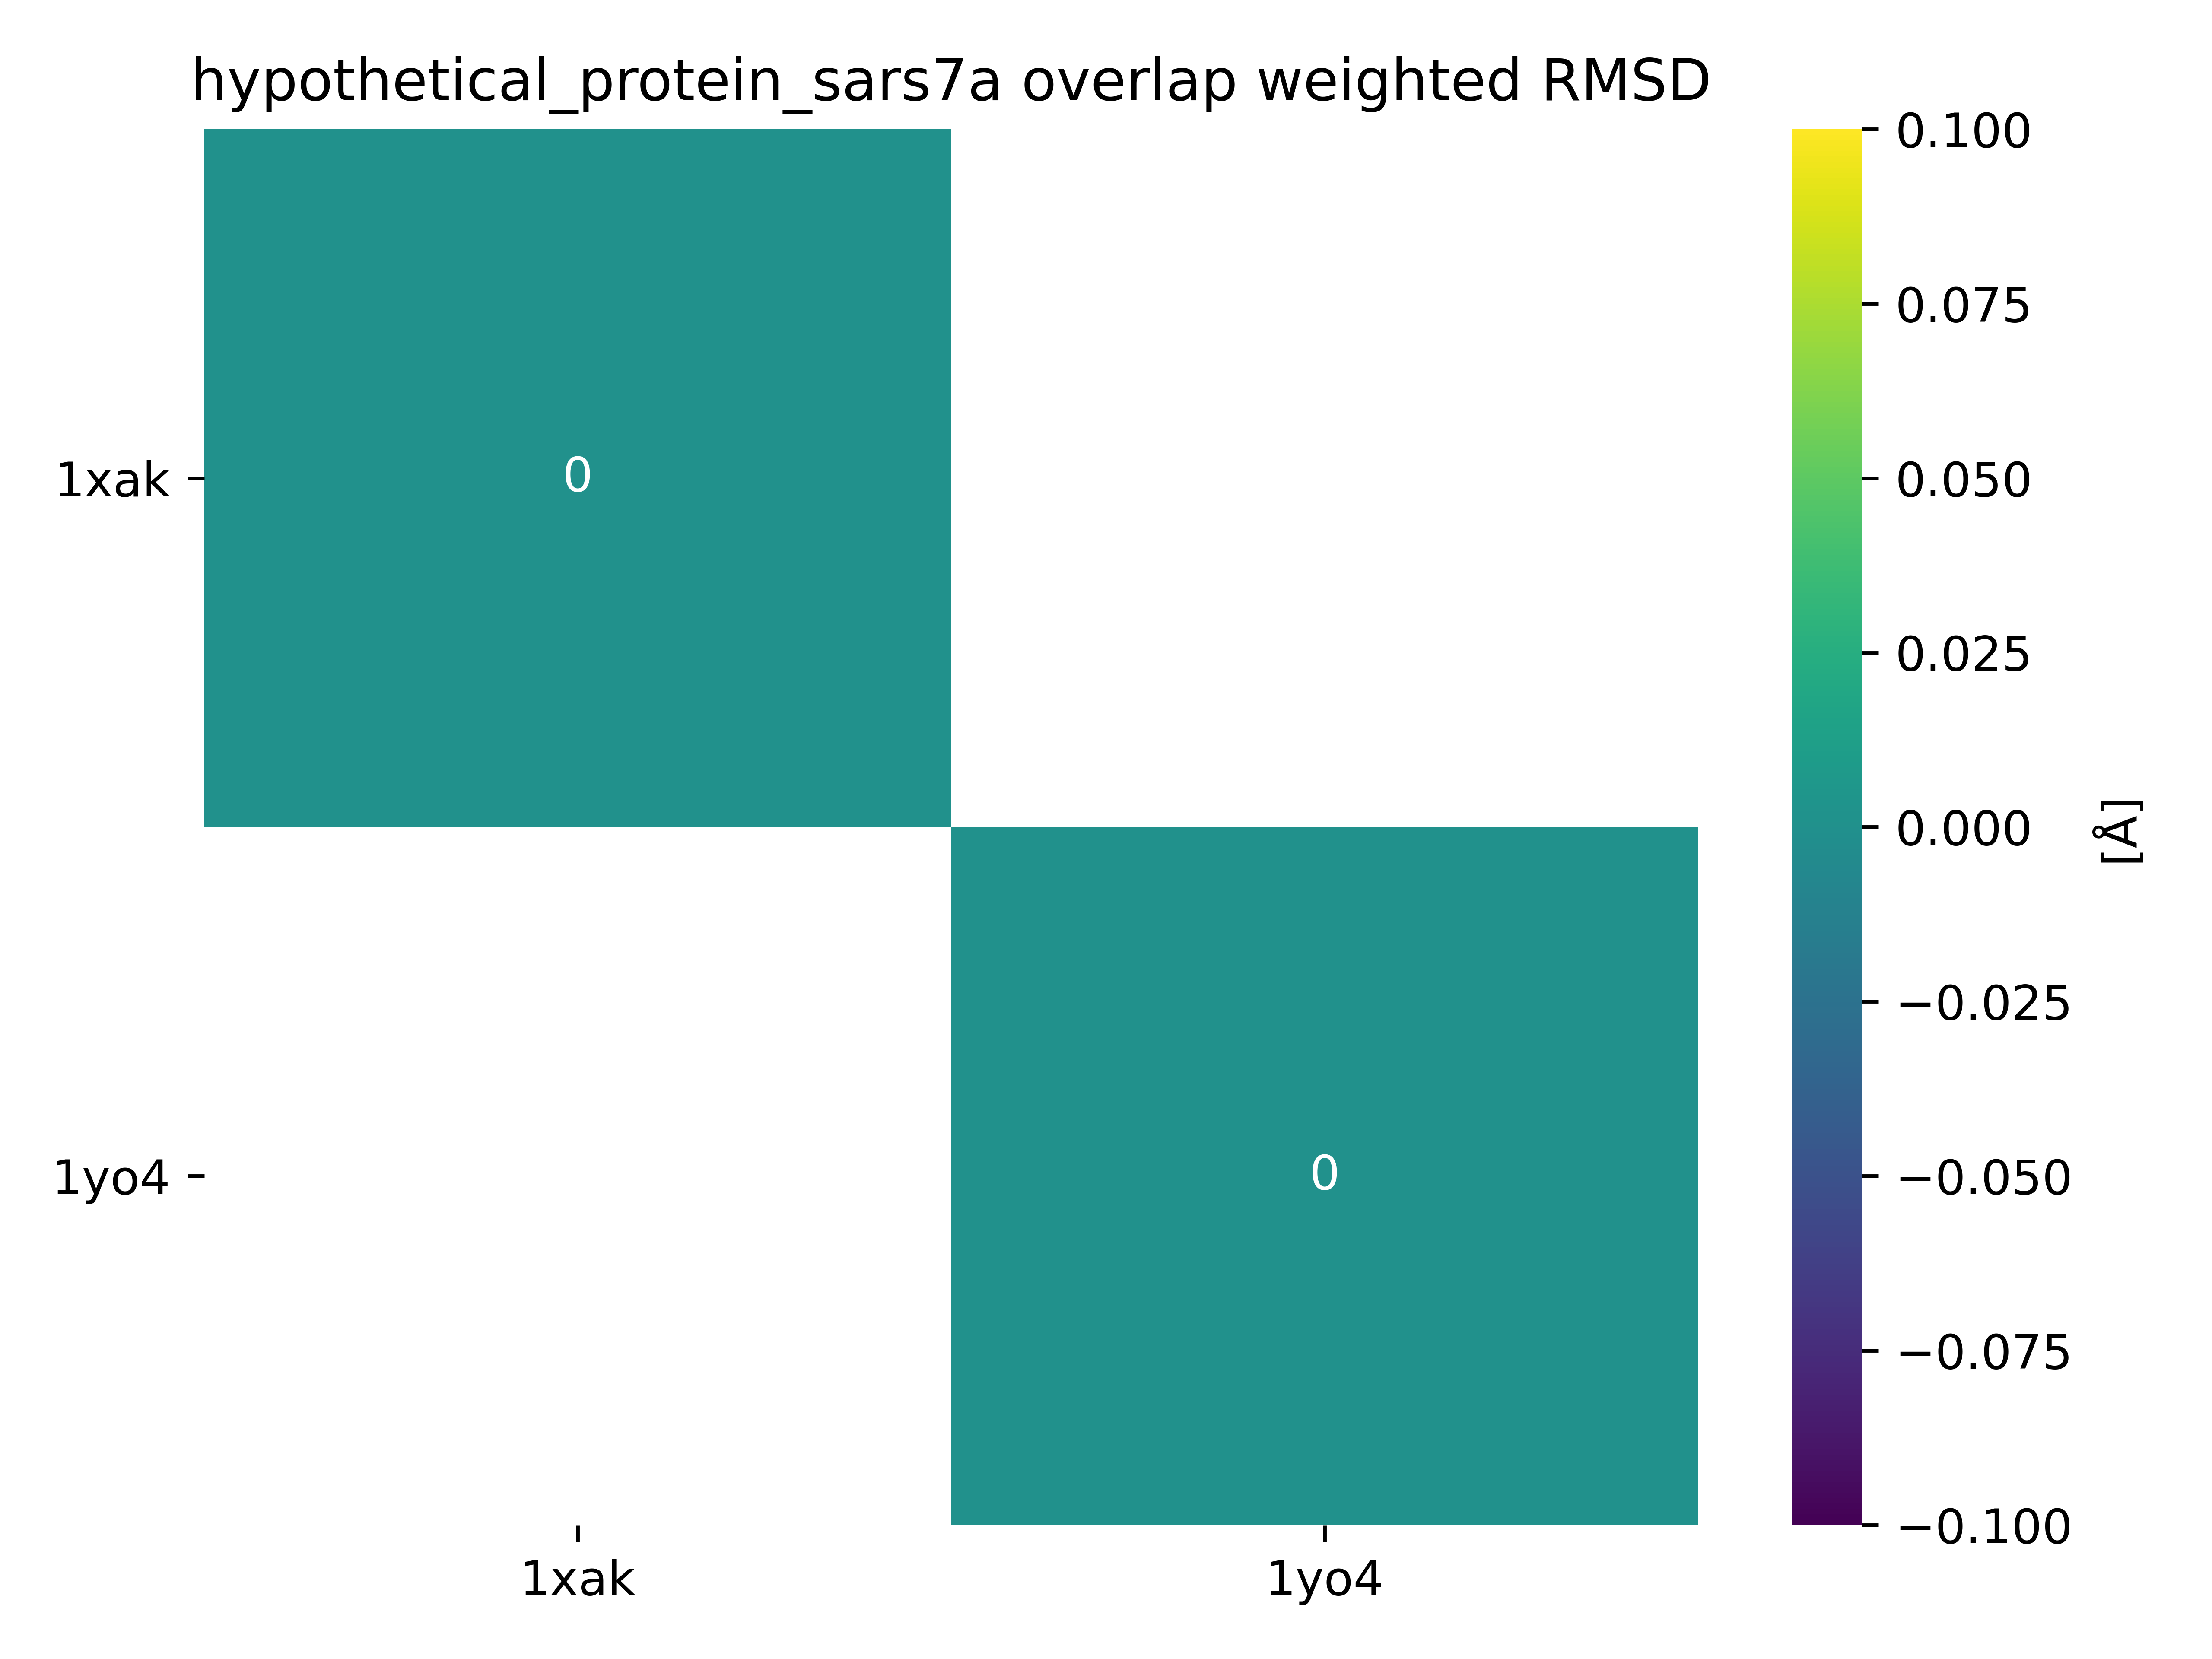 hypothetical_protein_sars7a overlap weighted RMSD
1xak
1yo4
0
0
1xak
1yo4
0.100
0.075
0.050
0.025
0.000
−0.025
−0.050
−0.075
−0.100
[Å]